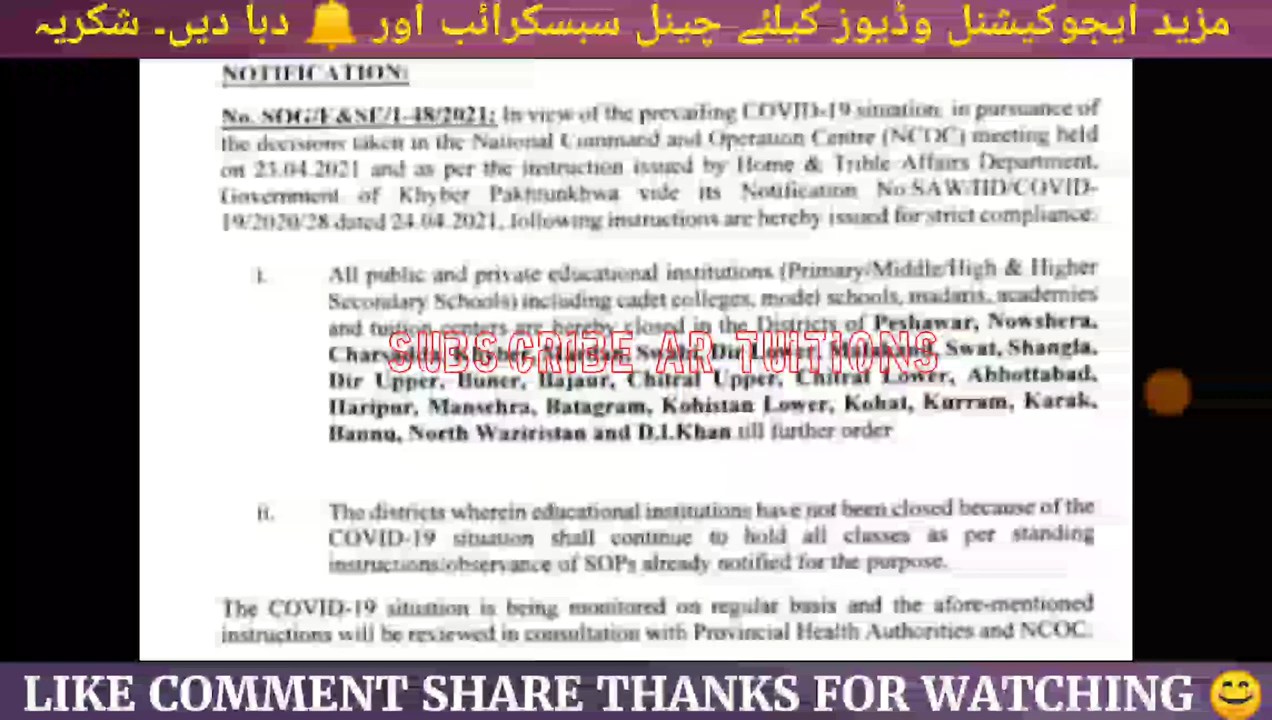 مزید ایجوکیشنل وڈیوز کیلئے چینل سبسکرائب اور 🔔 دبا دیں۔ شکریہ
NOTIFICATION:
No. SOG/E&SE/1-48/2021; In view of the prevailing COVID-19 situation, in pursuance of
the decisions taken in the National Command and Operation Centre (NCOC) meeting held
on 23.04.2021 and as per the instruction issued by Home & Trible Affairs Department,
Government of Khyber Pakhtunkhwa vide its Notification No.SAW/HD/COVID-
19/2020/28 dated 24.04.2021, following instructions are hereby issued for strict compliance:
i. All public and private educational institutions (Primary/Middle/High & Higher
Secondary Schools) including cadet colleges, model schools, madaris, academies
and tuition centers are hereby closed in the Districts of Peshawar, Nowshera,
Charsadda, Khyber, Mardan, Swabi, Dir Lower, Malakand, Swat, Shangla,
SUBSCRIBE AR TUITIONS
Dir Upper, Buner, Bajaur, Chitral Upper, Chitral Lower, Abbottabad,
Haripur, Mansehra, Batagram, Kohistan Lower, Kohat, Kurram, Karak,
Bannu, North Waziristan and D.I.Khan till further order
ii. The districts wherein educational institutions have not been closed because of the
COVID-19 situation shall continue to hold all classes as per standing
instructions/observance of SOPs already notified for the purpose.
The COVID-19 situation is being monitored on regular basis and the afore-mentioned
instructions will be reviewed in consultation with Provincial Health Authorities and NCOC.
LIKE COMMENT SHARE THANKS FOR WATCHING 😊